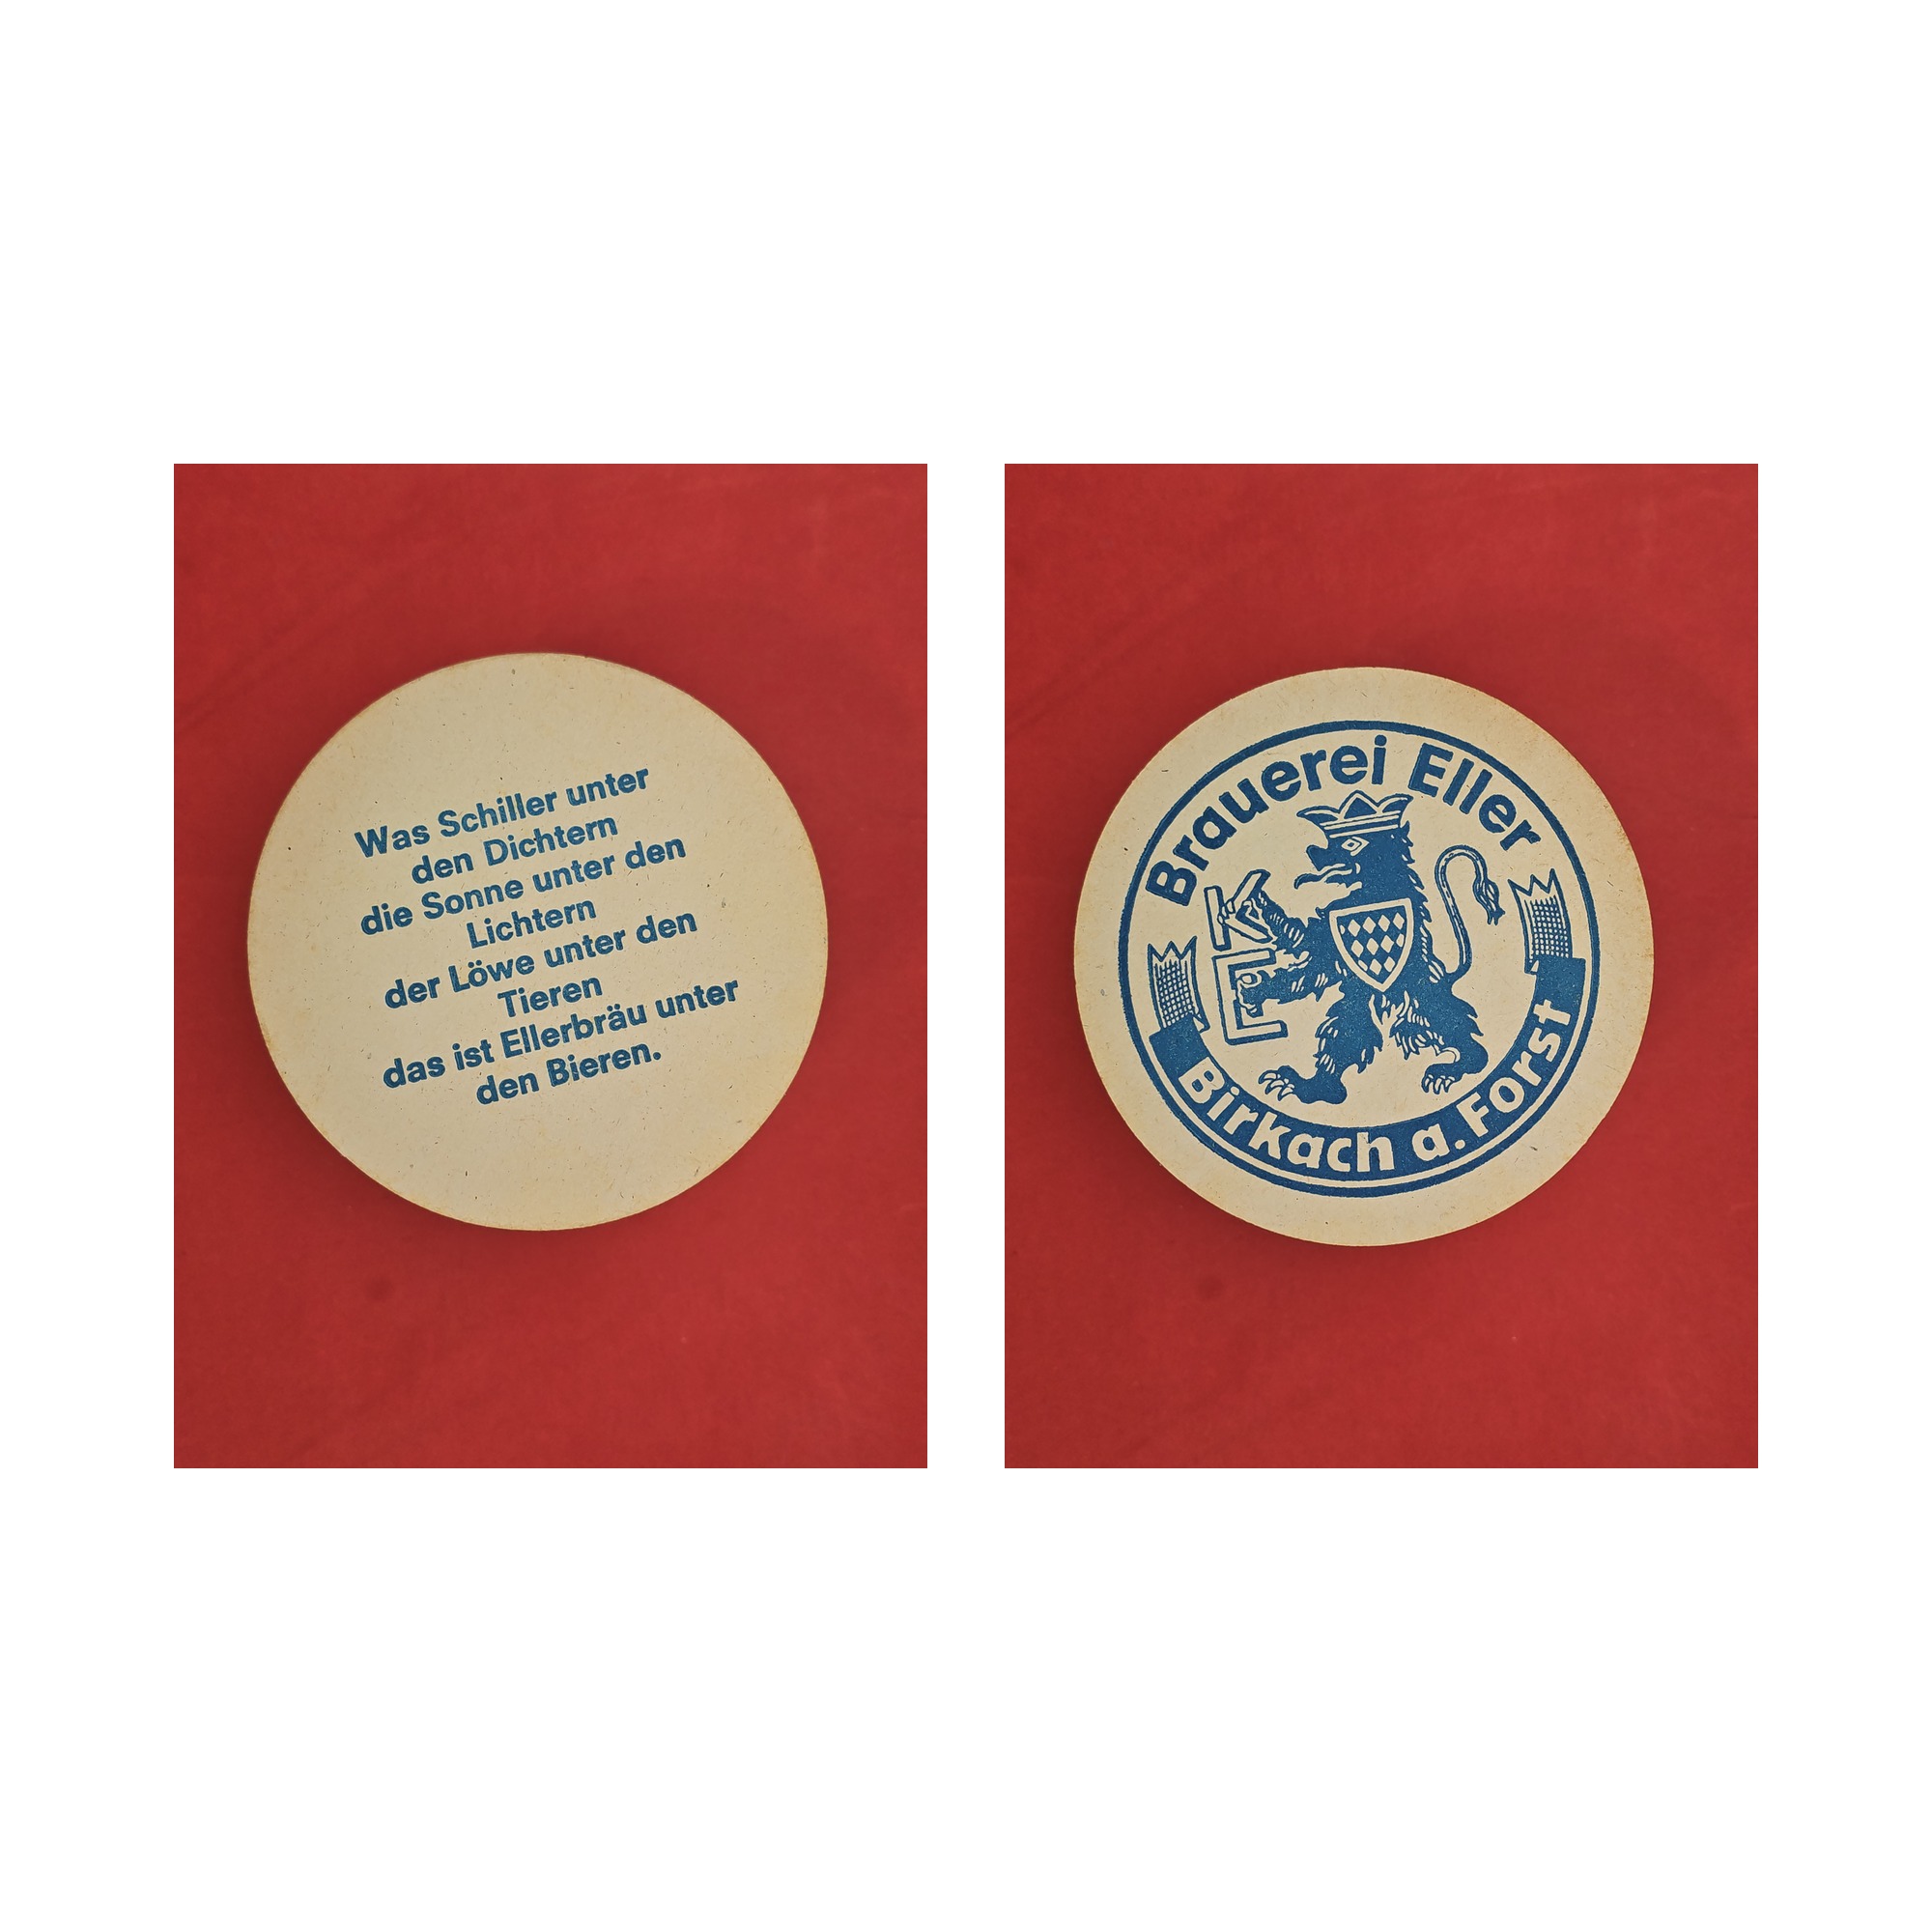 Was Schiller unter
den Dichtern
die Sonne unter den
Lichtern
der Löwe unter den
Tieren
das ist Ellerbräu unter
den Bieren.
Brauerei Eller
Birkach a. Forst